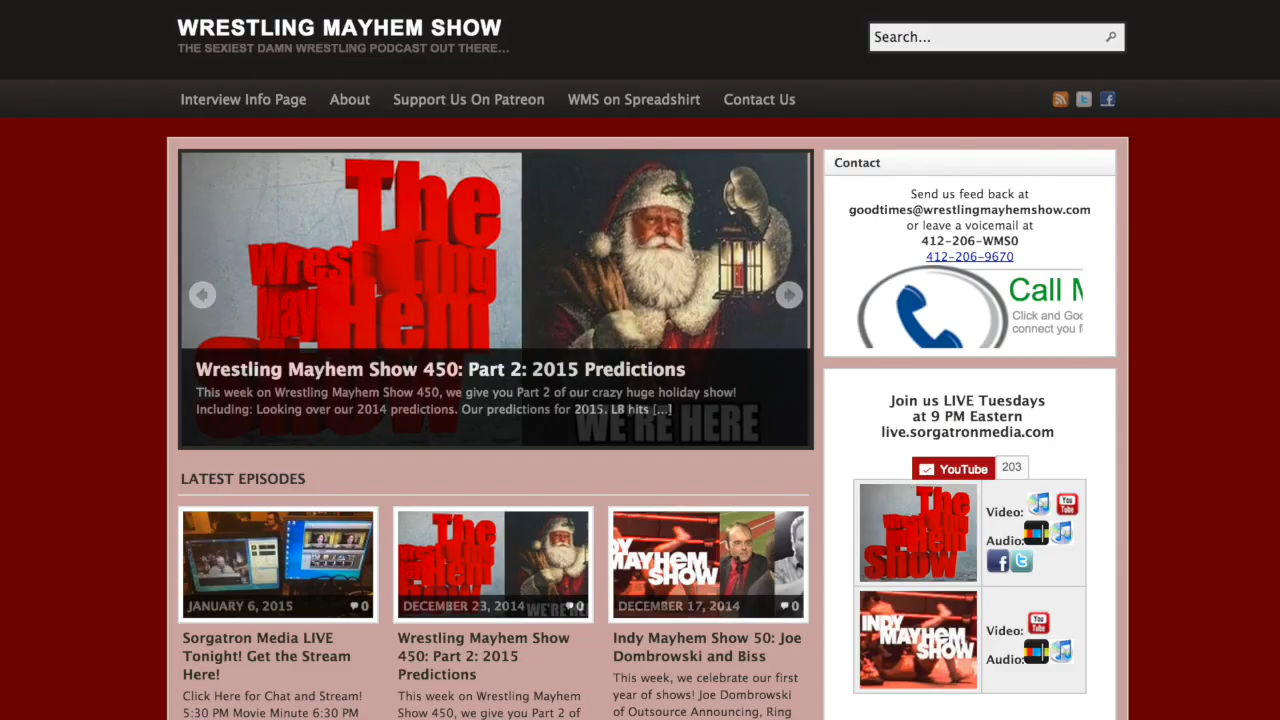 WRESTLING MAYHEM SHOW
THE SEXIEST DAMN WRESTLING PODCAST OUT THERE...
Search...
Interview Info Page
About
Support Us On Patreon
WMS on Spreadshirt
Contact Us
The
Wrestling
MayHem
Show
WE'RE HERE
Wrestling Mayhem Show 450: Part 2: 2015 Predictions
This week on Wrestling Mayhem Show 450, we give you Part 2 of our crazy huge holiday show!
Including: Looking over our 2014 predictions. Our predictions for 2015. LB hits [...]
LATEST EPISODES
JANUARY 6, 2015
0
Sorgatron Media LIVE
Tonight! Get the Stream
Here!
Click Here for Chat and Stream!
5:30 PM Movie Minute 6:30 PM
The
DECEMBER 23, 2014
0
WE'RE HERE
Wrestling Mayhem Show
450: Part 2: 2015
Predictions
This week on Wrestling Mayhem
Show 450, we give you Part 2 of
INDY
MAYHEM
SHOW
DECEMBER 17, 2014
0
Indy Mayhem Show 50: Joe
Dombrowski and Biss
This week, we celebrate our first
year of shows! Joe Dombrowski
of Outsource Announcing, Ring
Contact
Send us feed back at
goodtimes@wrestlingmayhemshow.com
or leave a voicemail at
412-206-WMS0
412-206-9670
Call M
Click and Goo
connect you f
Join us LIVE Tuesdays
at 9 PM Eastern
live.sorgatronmedia.com
YouTube
203
The
Wrestling
MayHem
Show
Video:
You
Tube
Audio:
INDY
MAYHEM
SHOW
Video:
You
Tube
Audio: